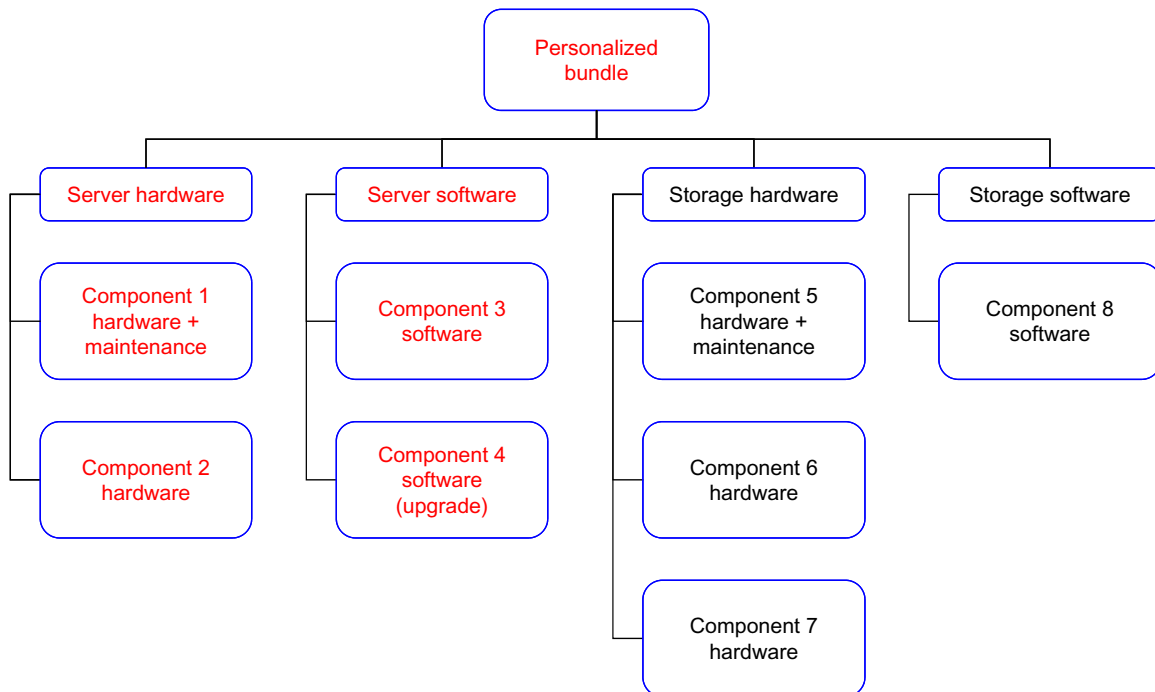 Personalized
bundle
Server hardware
Server software
Storage hardware
Storage software
Component 1
hardware +
maintenance
Component 3
software
Component 5
hardware +
maintenance
Component 8
software
Component 2
hardware
Component 4
software
(upgrade)
Component 6
hardware
Component 7
hardware